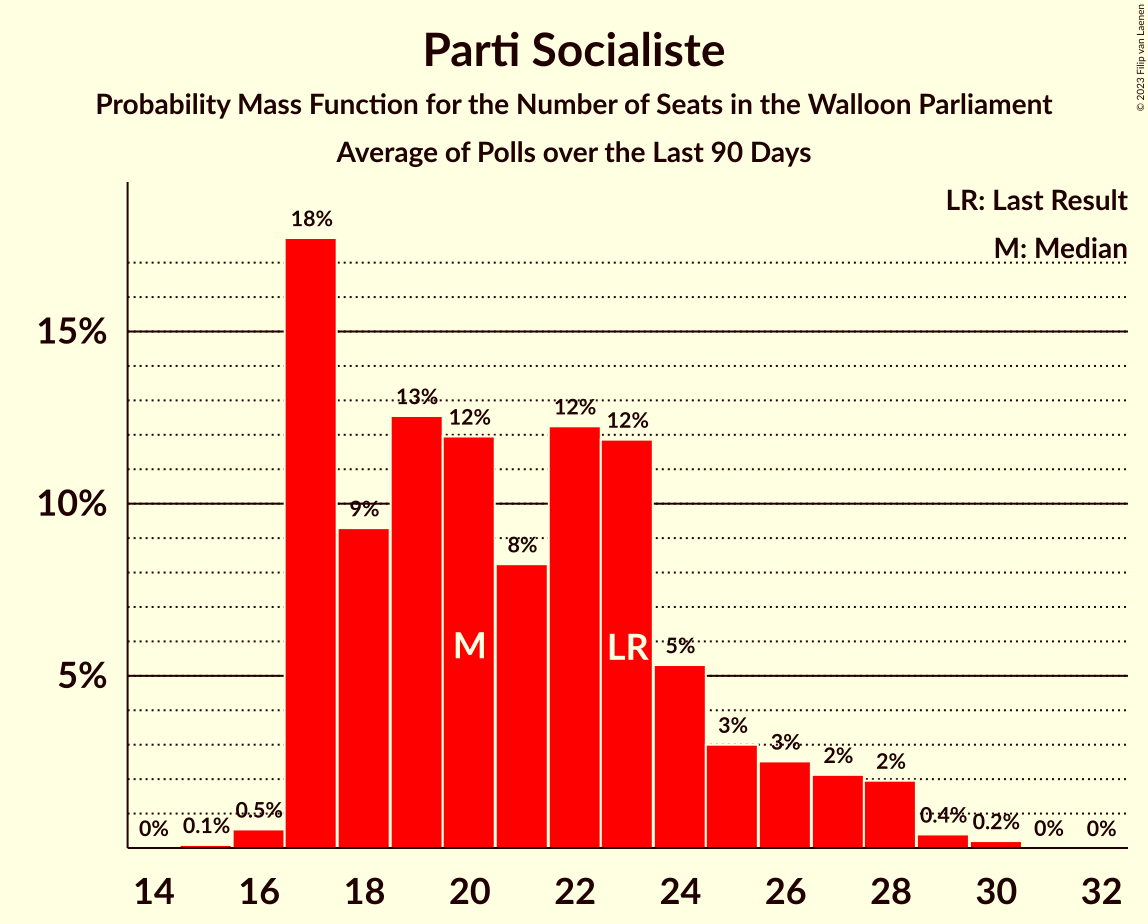 © 2023 Filip van Laenen
Parti Socialiste
Probability Mass Function for the Number of Seats in the Walloon Parliament
Average of Polls over the Last 90 Days
LR: Last Result
M: Median
15%
10%
5%
0%
0.1%
0.5%
18%
9%
13%
12%
8%
12%
12%
5%
3%
3%
2%
2%
0.4%
0.2%
0%
0%
M
LR
14 16 18 20 22 24 26 28 30 32